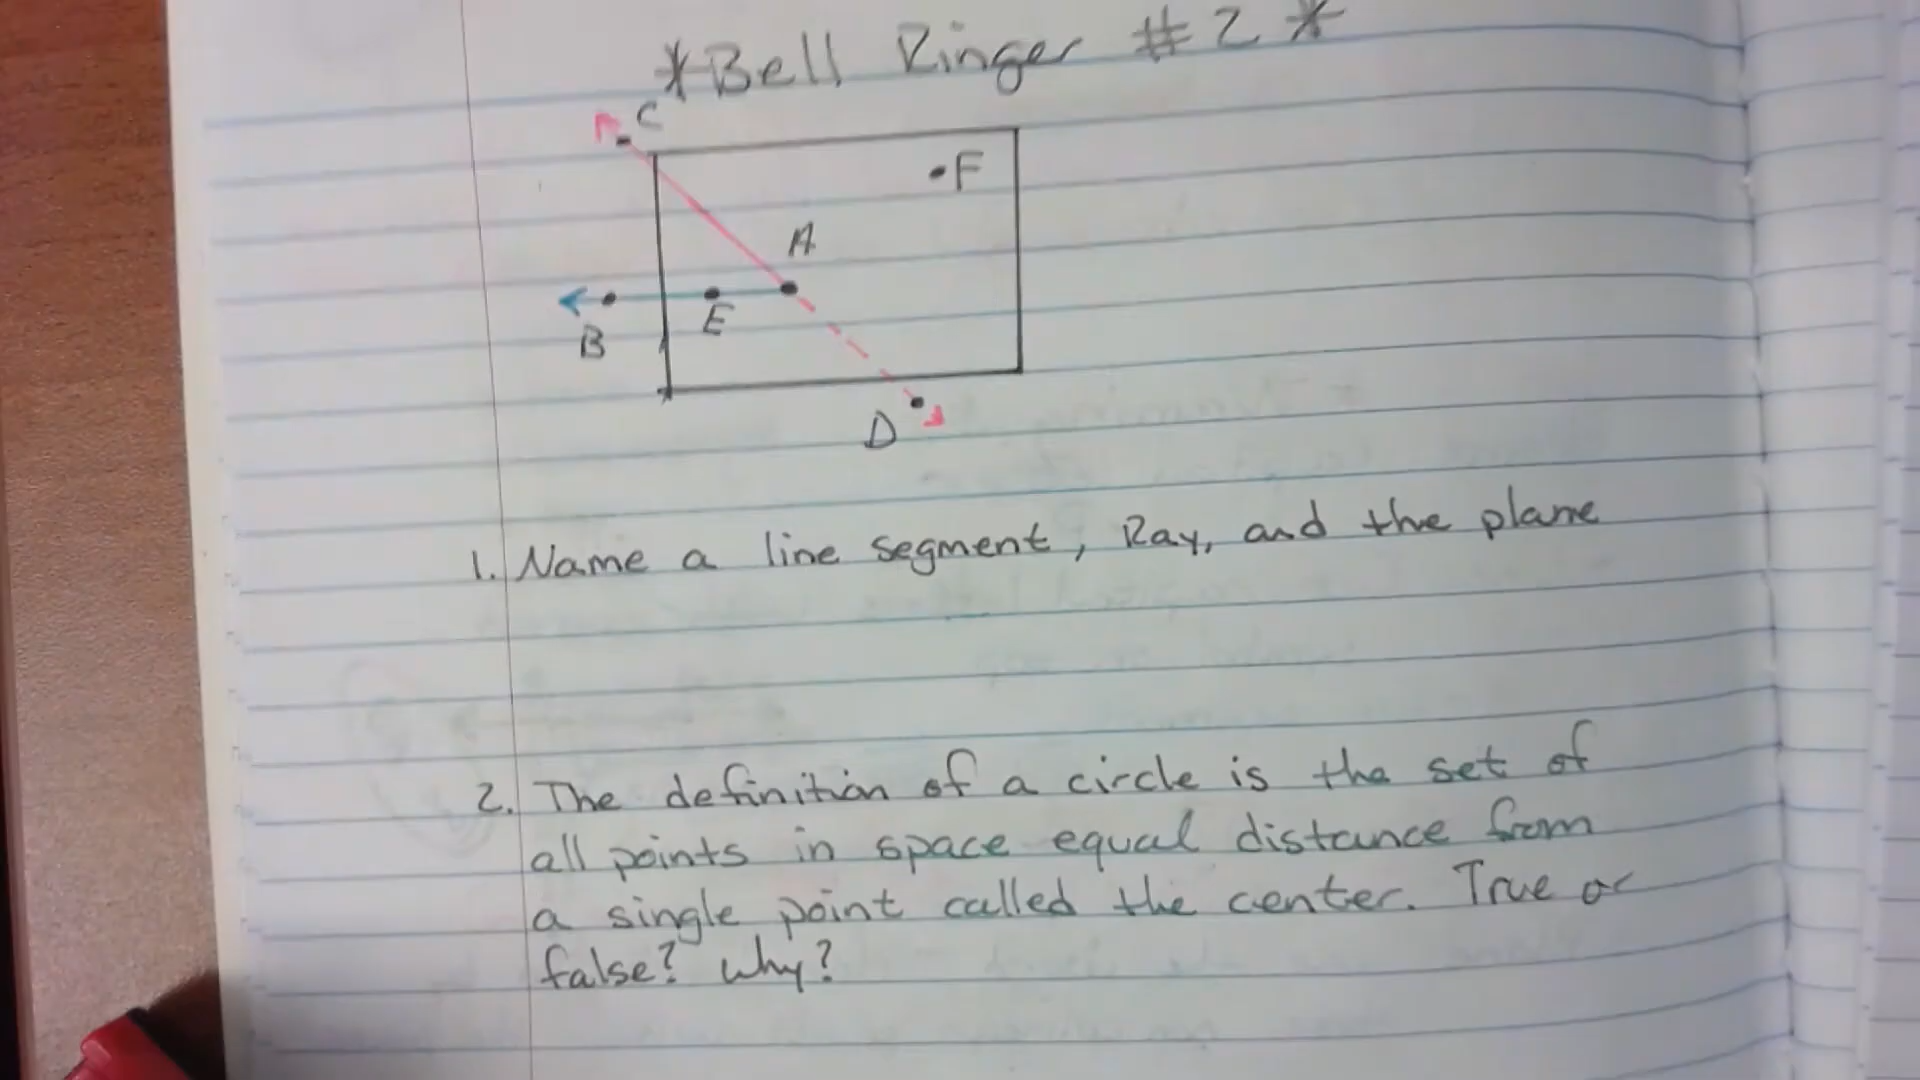 *Bell Ringer #2*
C
F
A
B
E
D
1. Name a line segment, Ray, and the plane
2. The definition of a circle is the set of
all points in space equal distance from
a single point called the center. True or
false? Why?